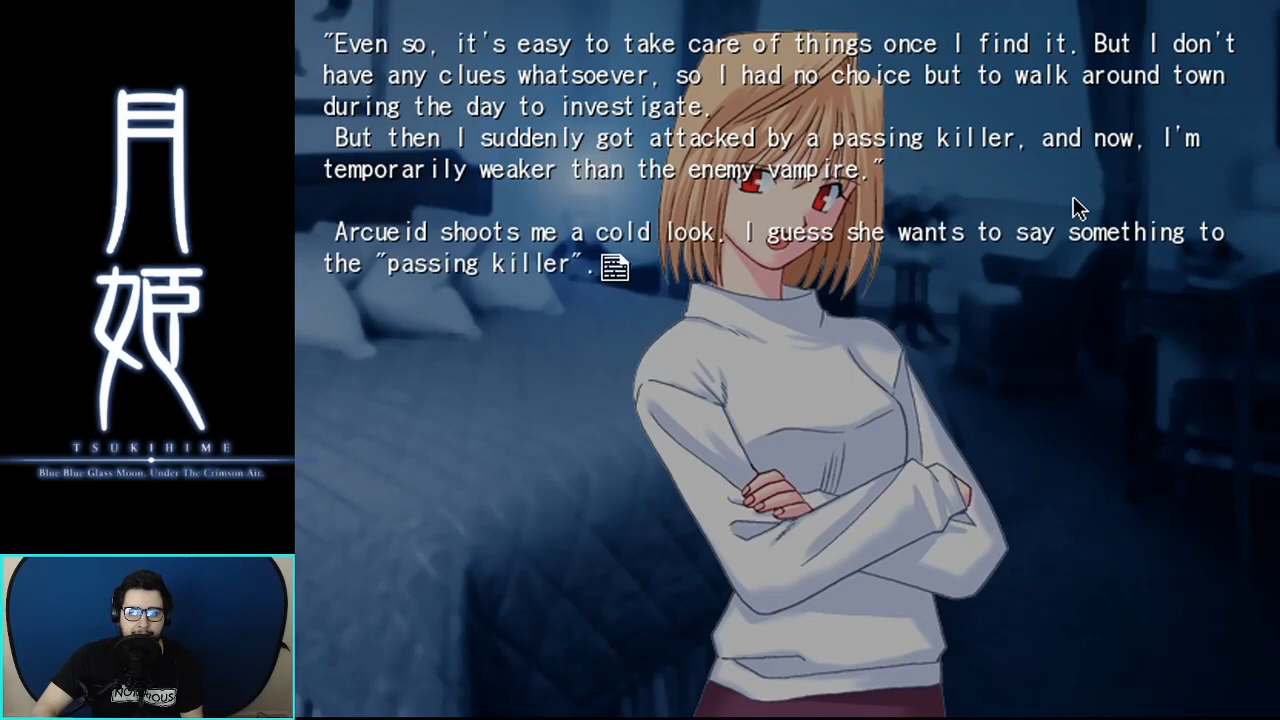 月姫
TSUKIHIME
Blue Blue Glass Moon, Under The Crimson Air.
"Even so, it's easy to take care of things once I find it. But I don't
have any clues whatsoever, so I had no choice but to walk around town
during the day to investigate.
But then I suddenly got attacked by a passing killer, and now, I'm
temporarily weaker than the enemy vampire."
Arcueid shoots me a cold look. I guess she wants to say something to
the "passing killer".